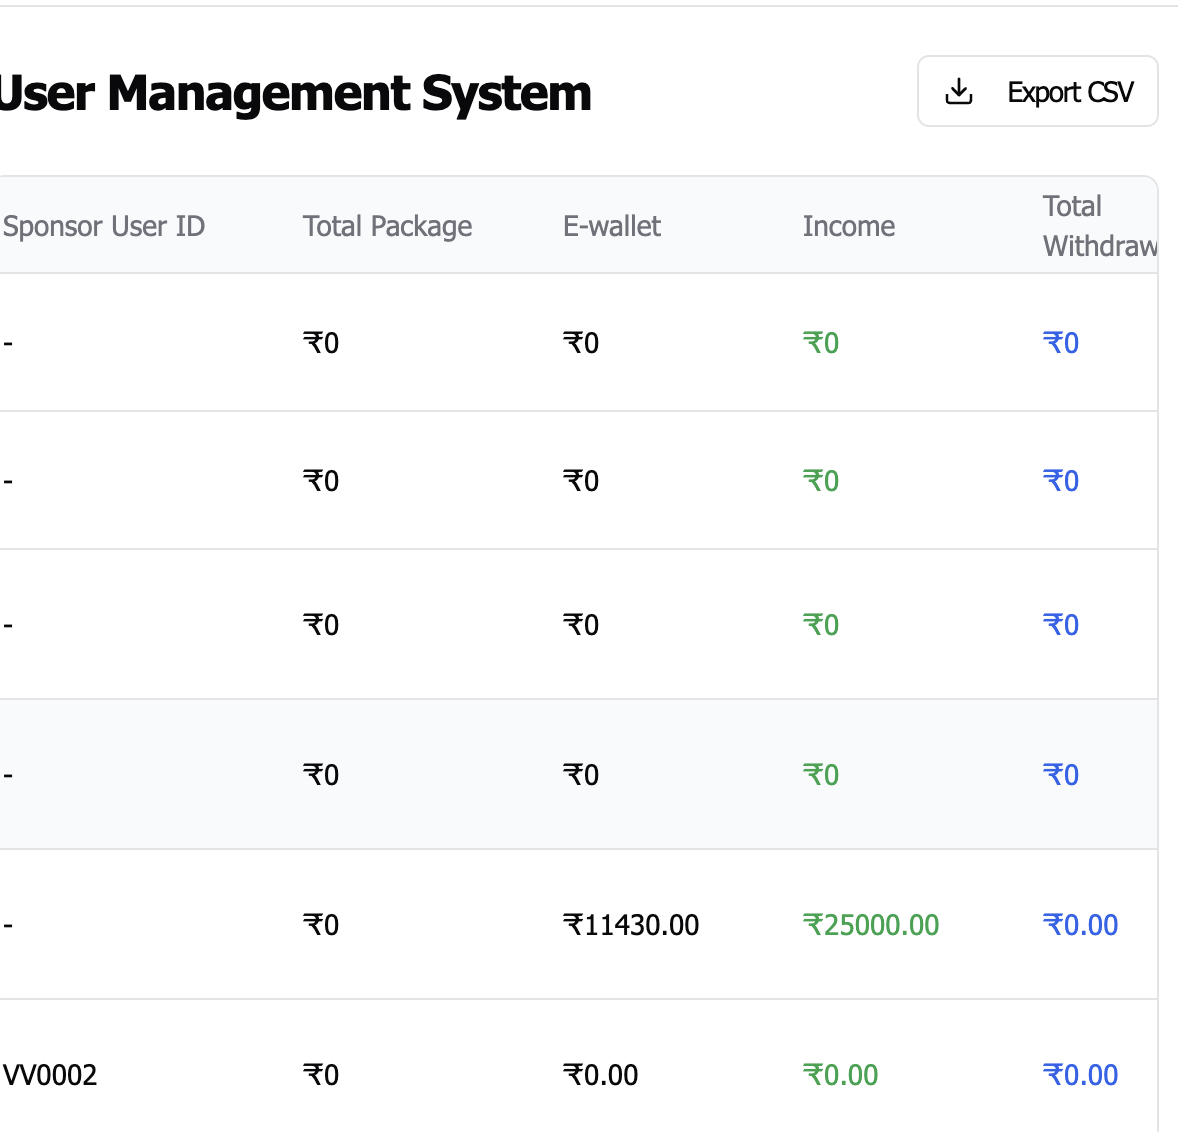 User Management System
Export CSV
Sponsor User ID Total Package E-wallet Income Total Withdraw
- ₹0 ₹0 ₹0 ₹0
- ₹0 ₹0 ₹0 ₹0
- ₹0 ₹0 ₹0 ₹0
- ₹0 ₹0 ₹0 ₹0
- ₹0 ₹11430.00 ₹25000.00 ₹0.00
VV0002 ₹0 ₹0.00 ₹0.00 ₹0.00